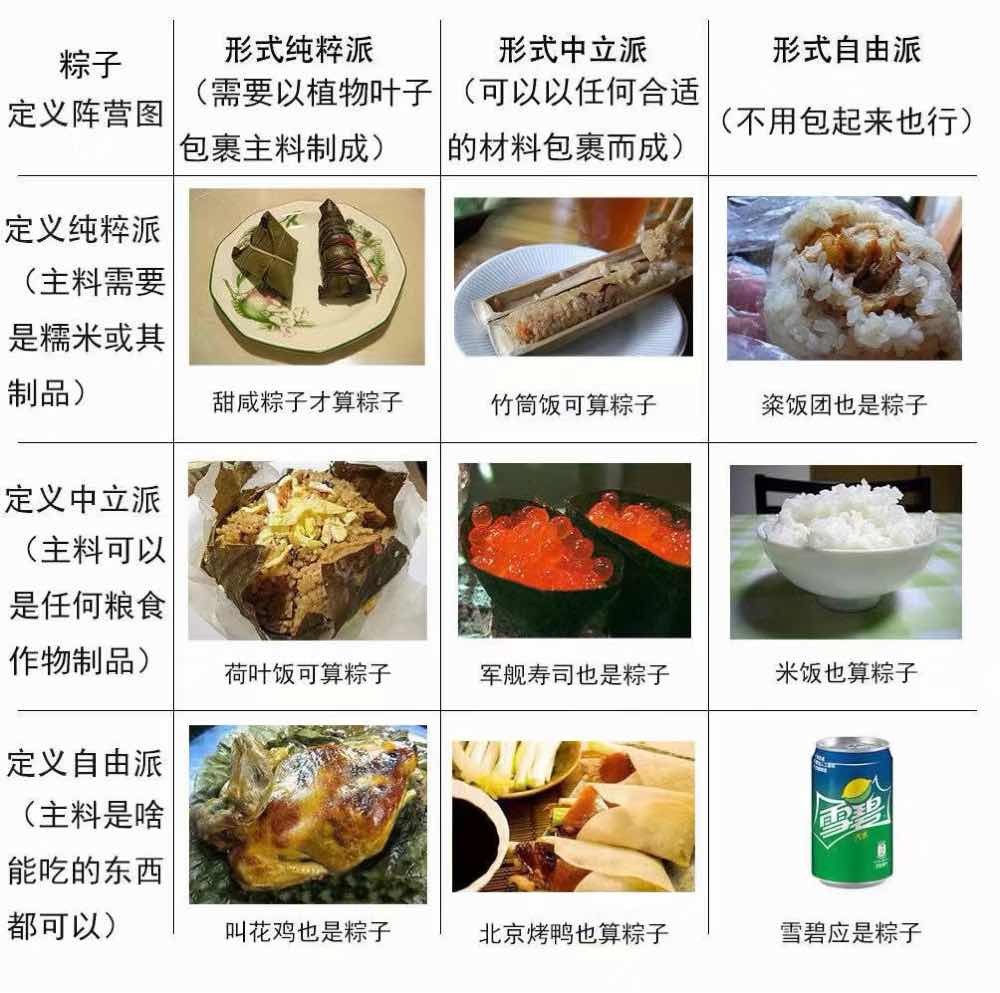 粽子
定义阵营图
形式纯粹派
（需要以植物叶子
包裹主料制成）
形式中立派
（可以以任何合适
的材料包裹而成）
形式自由派
（不用包起来也行）
定义纯粹派
（主料需要
是糯米或其
制品）
甜咸粽子才算粽子
竹筒饭可算粽子
粢饭团也是粽子
定义中立派
（主料可以
是任何粮食
作物制品）
荷叶饭可算粽子
军舰寿司也是粽子
米饭也算粽子
定义自由派
（主料是啥
能吃的东西
都可以）
叫花鸡也是粽子
北京烤鸭也算粽子
雪碧
雪碧应是粽子